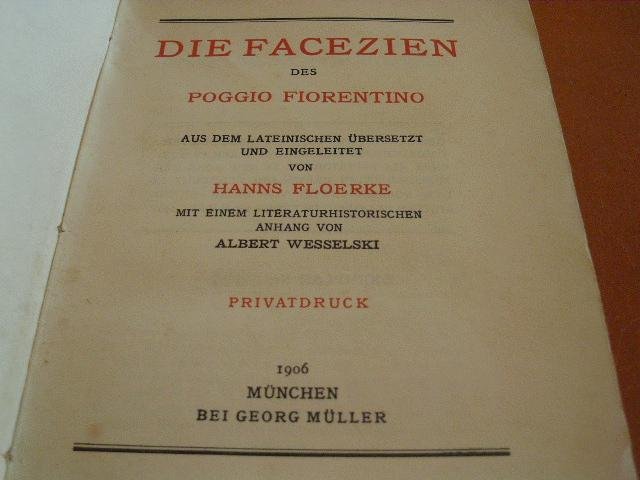 DIE FACEZIEN
DES
POGGIO FIORENTINO
AUS DEM LATEINISCHEN ÜBERSETZT
UND EINGELEITET
VON
HANNS FLOERKE
MIT EINEM LITERATURHISTORISCHEN
ANHANG VON
ALBERT WESSELSKI
PRIVATDRUCK
1906
MÜNCHEN
BEI GEORG MÜLLER